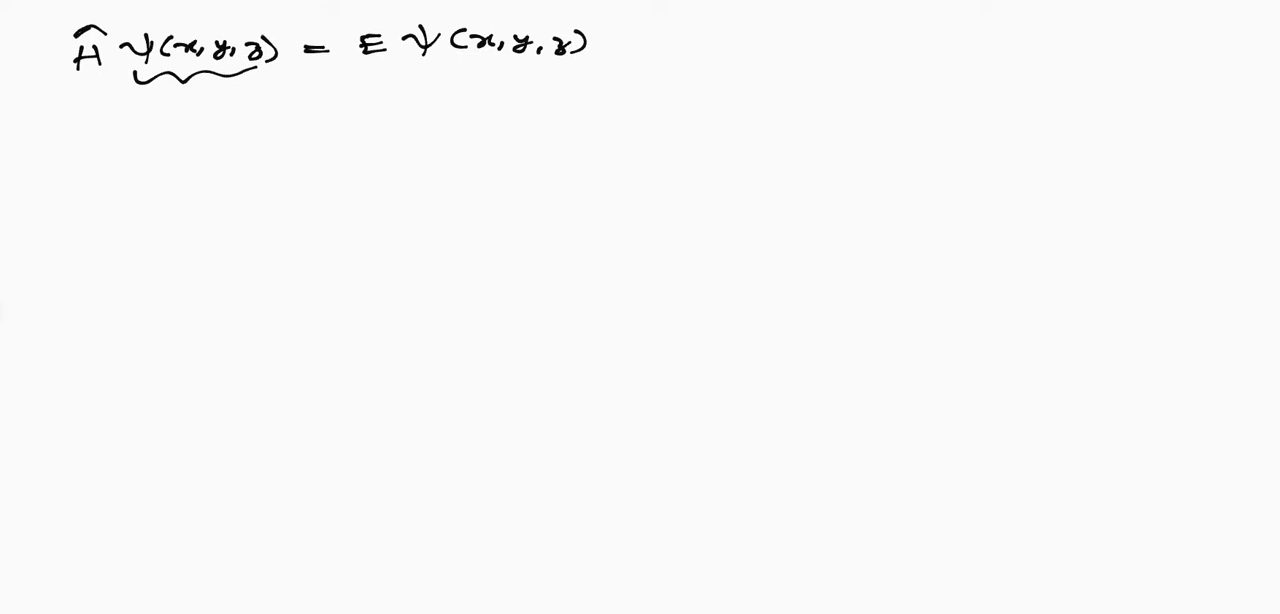 Ĥ ψ(x, y, z) = E ψ(x, y, z)